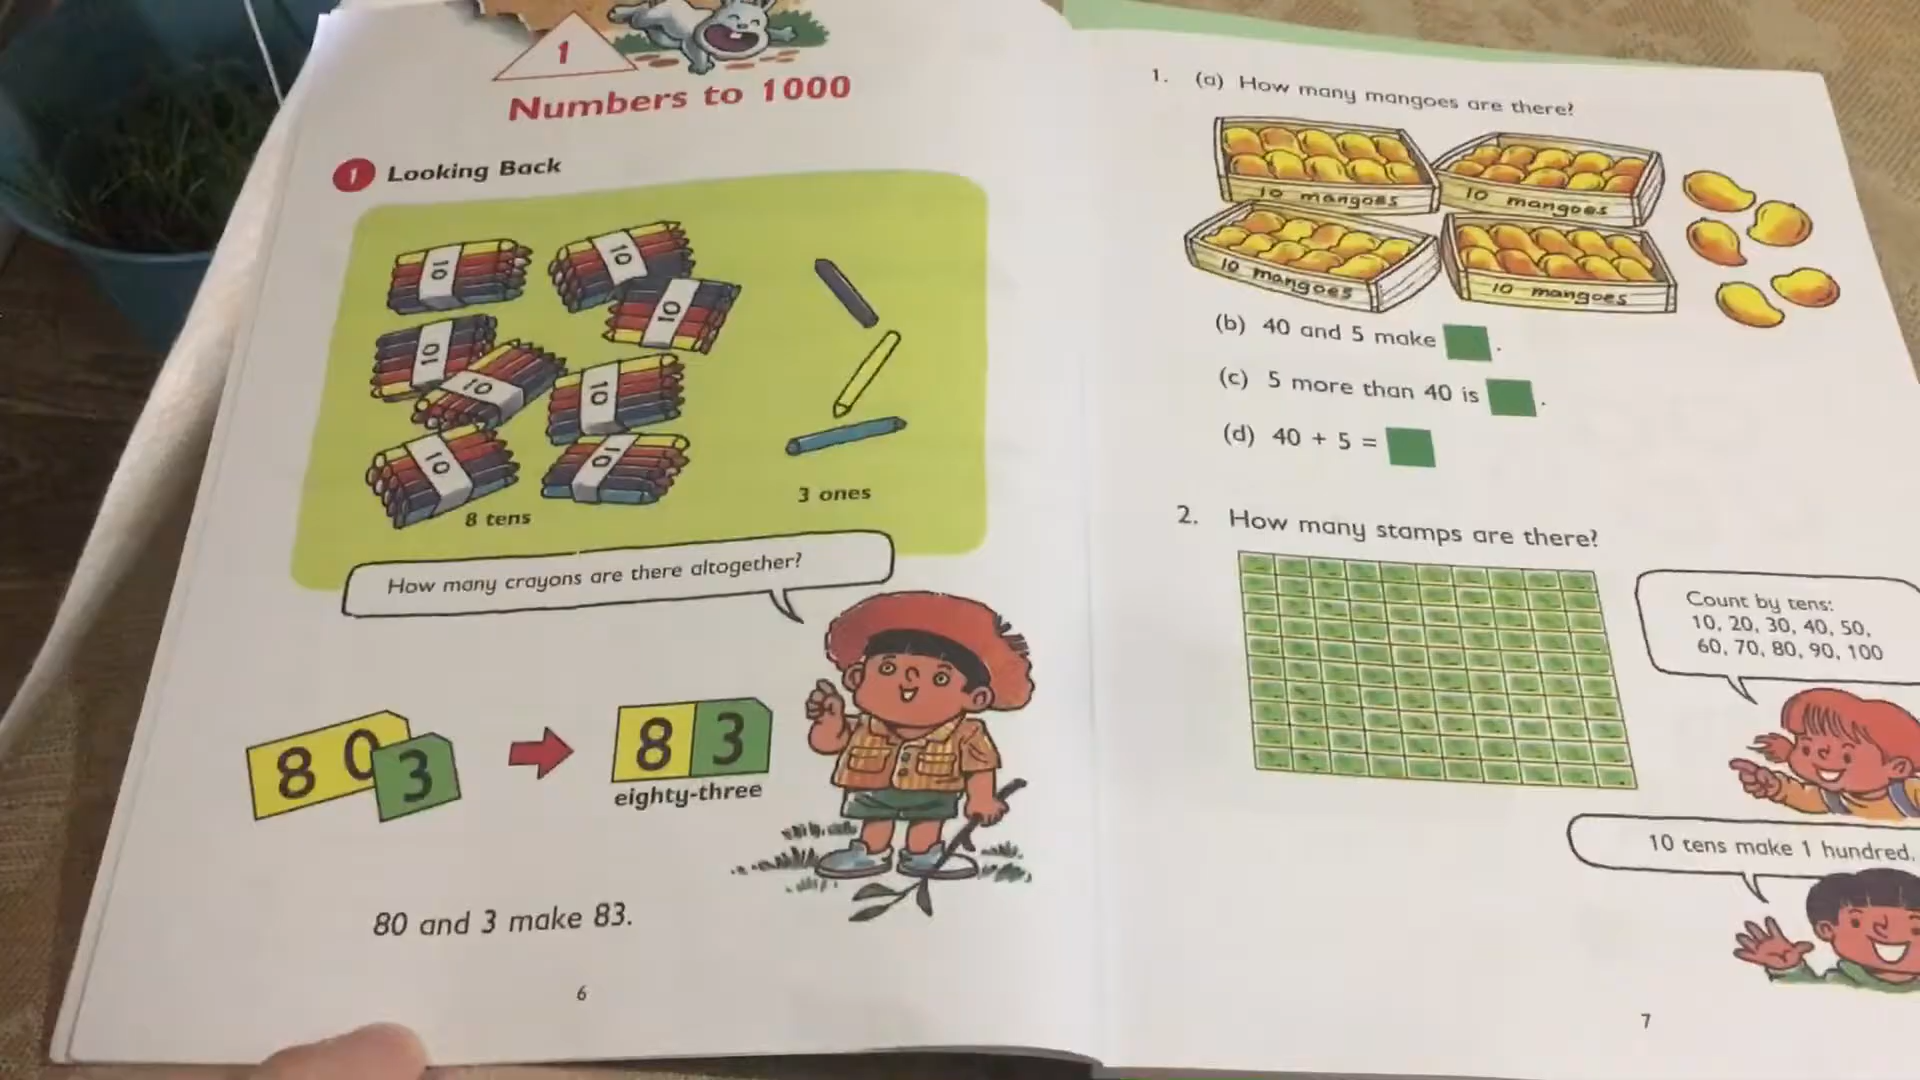 1
Numbers to 1000
1 Looking Back
10
10
10
10
10
10
10
10
8 tens
3 ones
How many crayons are there altogether?
80 3
83
eighty-three
80 and 3 make 83.
6
1. (a) How many mangoes are there?
10 mangoes
10 mangoes
10 mangoes
10 mangoes
(b) 40 and 5 make .
(c) 5 more than 40 is .
(d) 40 + 5 =
2. How many stamps are there?
Count by tens:
10, 20, 30, 40, 50,
60, 70, 80, 90, 100
10 tens make 1 hundred.
7